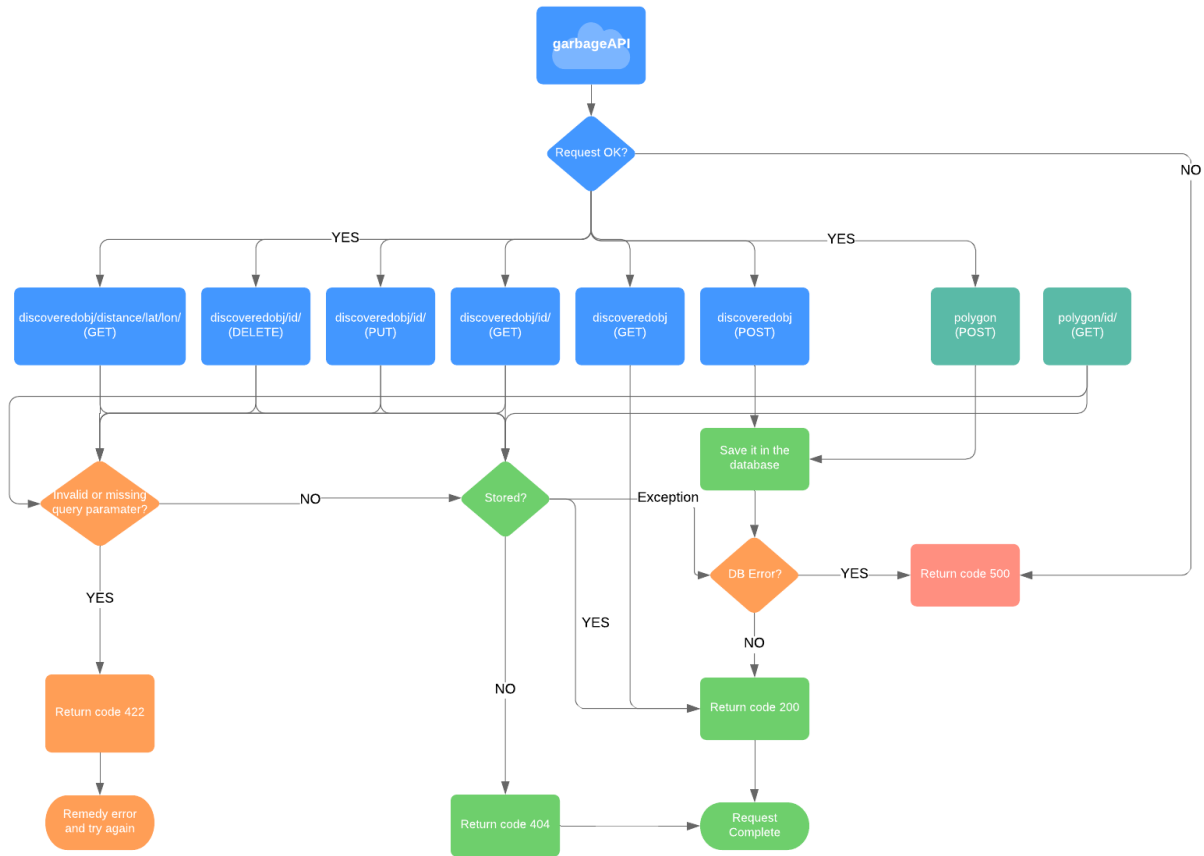 garbageAPI
Request OK?
NO
YES
YES
discoveredobj/distance/lat/lon/
(GET)
discoveredobj/id/
(DELETE)
discoveredobj/id/
(PUT)
discoveredobj/id/
(GET)
discoveredobj
(GET)
discoveredobj
(POST)
polygon
(POST)
polygon/id/
(GET)
Save it in the
database
Invalid or missing
query paramater?
NO
Stored?
Exception
DB Error?
YES
Return code 500
YES
YES
NO
NO
Return code 422
Return code 200
Remedy error
and try again
Return code 404
Request
Complete